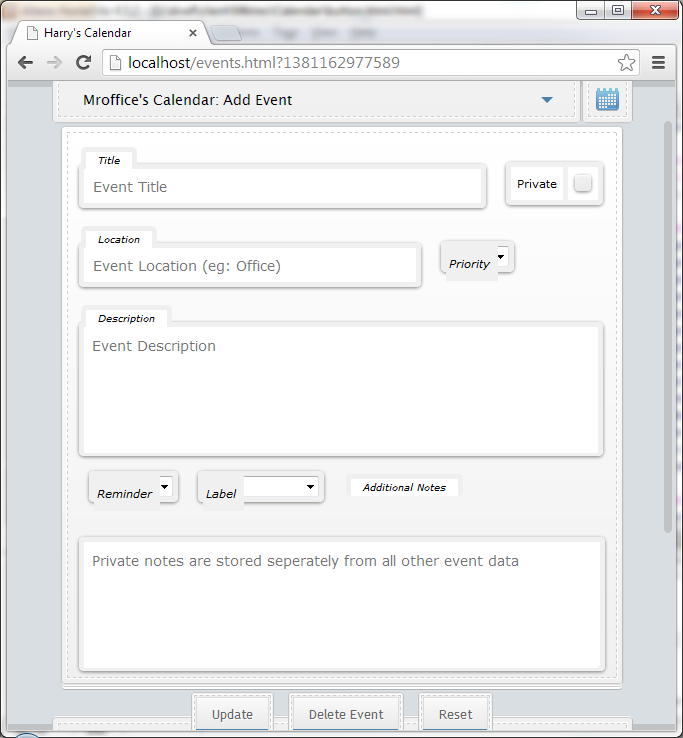 Harry's Calendar
localhost/events.html?1381162977589
Mroffice's Calendar: Add Event
Title
Event Title
Private
Location
Event Location (eg: Office)
Priority
Description
Event Description
Reminder
Label
Additional Notes
Private notes are stored seperately from all other event data
Update
Delete Event
Reset